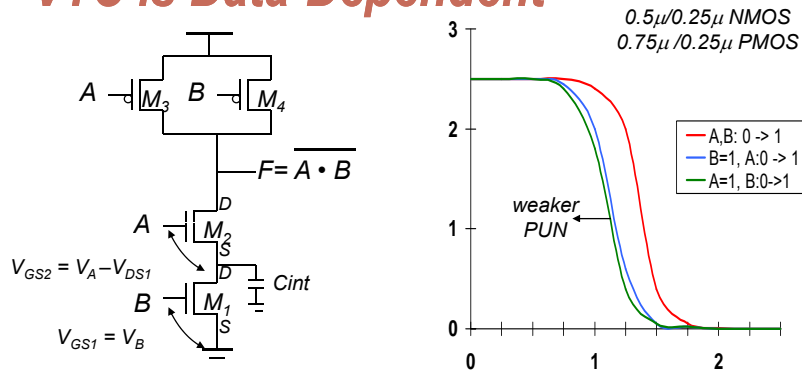 VTC is Data-Dependent
0.5μ/0.25μ NMOS
0.75μ /0.25μ PMOS
A
M3
B
M4
F= A • B
D
A
M2
S
VGS2 = VA–VDS1
D
Cint
B
M1
S
VGS1 = VB
3
2
1
0
0
1
2
weaker
PUN
A,B: 0 -> 1
B=1, A:0 -> 1
A=1, B:0->1